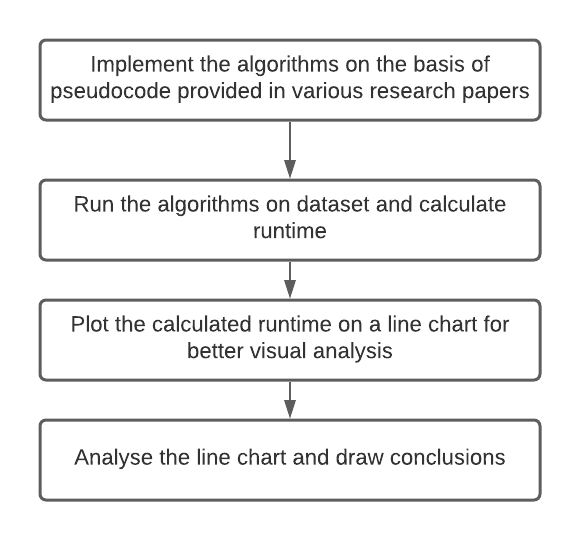 Implement the algorithms on the basis of
pseudocode provided in various research papers
Run the algorithms on dataset and calculate
runtime
Plot the calculated runtime on a line chart for
better visual analysis
Analyse the line chart and draw conclusions